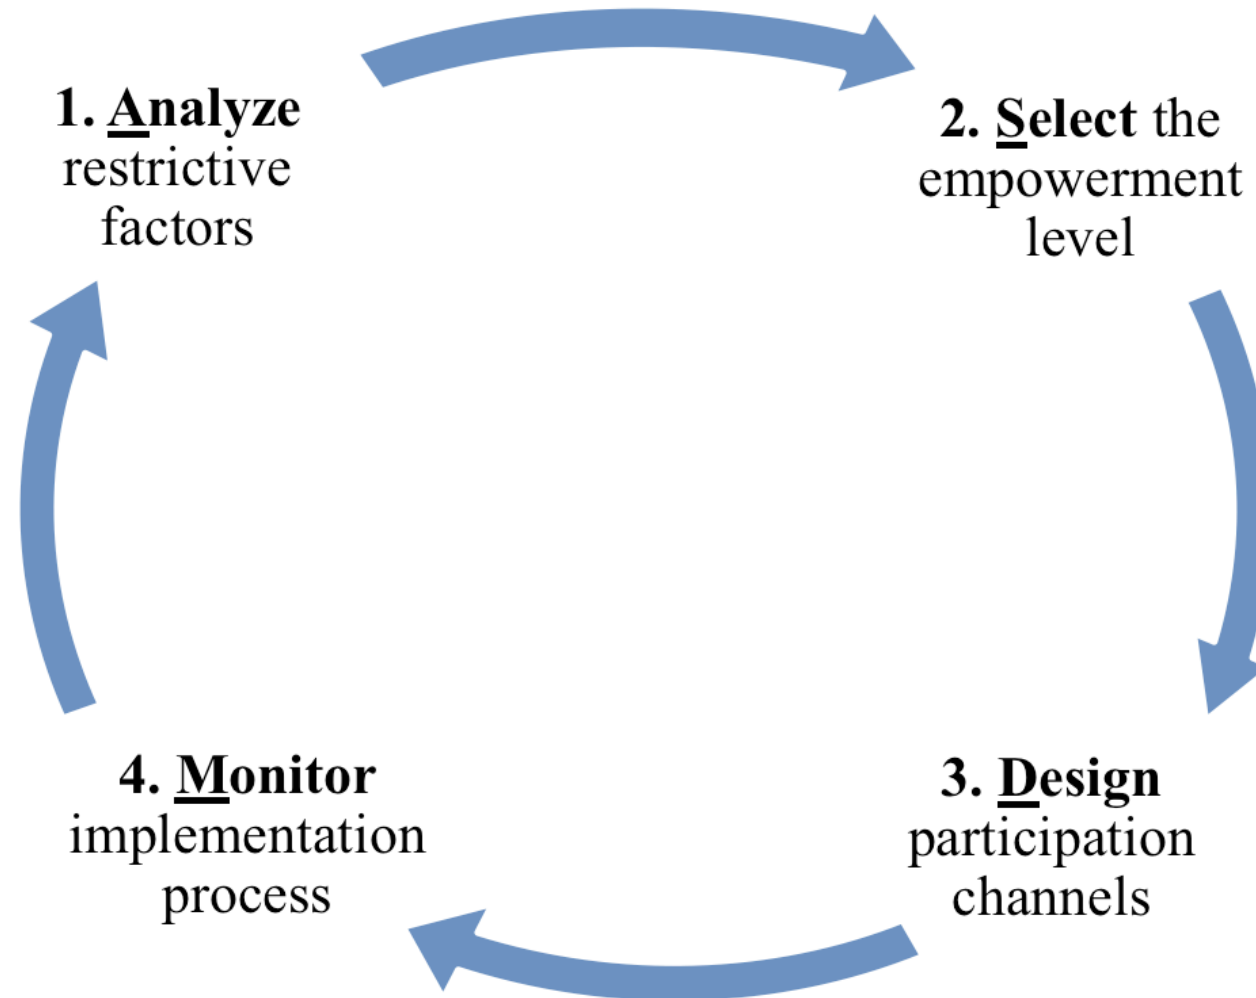 1. Analyze
restrictive
factors
2. Select the
empowerment
level
3. Design
participation
channels
4. Monitor
implementation
process